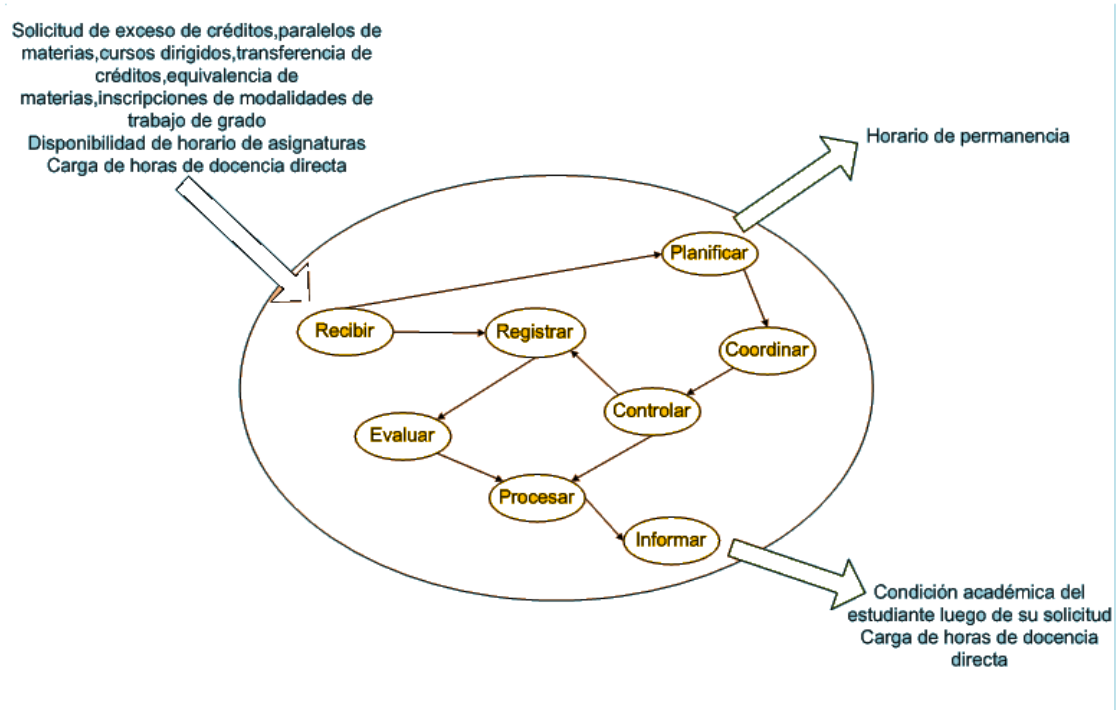 Solicitud de exceso de créditos,paralelos de
materias,cursos dirigidos,transferencia de
créditos,equivalencia de
materias,inscripciones de modalidades de
trabajo de grado
Disponibilidad de horario de asignaturas
Carga de horas de docencia directa
Horario de permanencia
Planificar
Recibir
Registrar
Coordinar
Controlar
Evaluar
Procesar
Informar
Condición académica del
estudiante luego de su solicitud
Carga de horas de docencia
directa